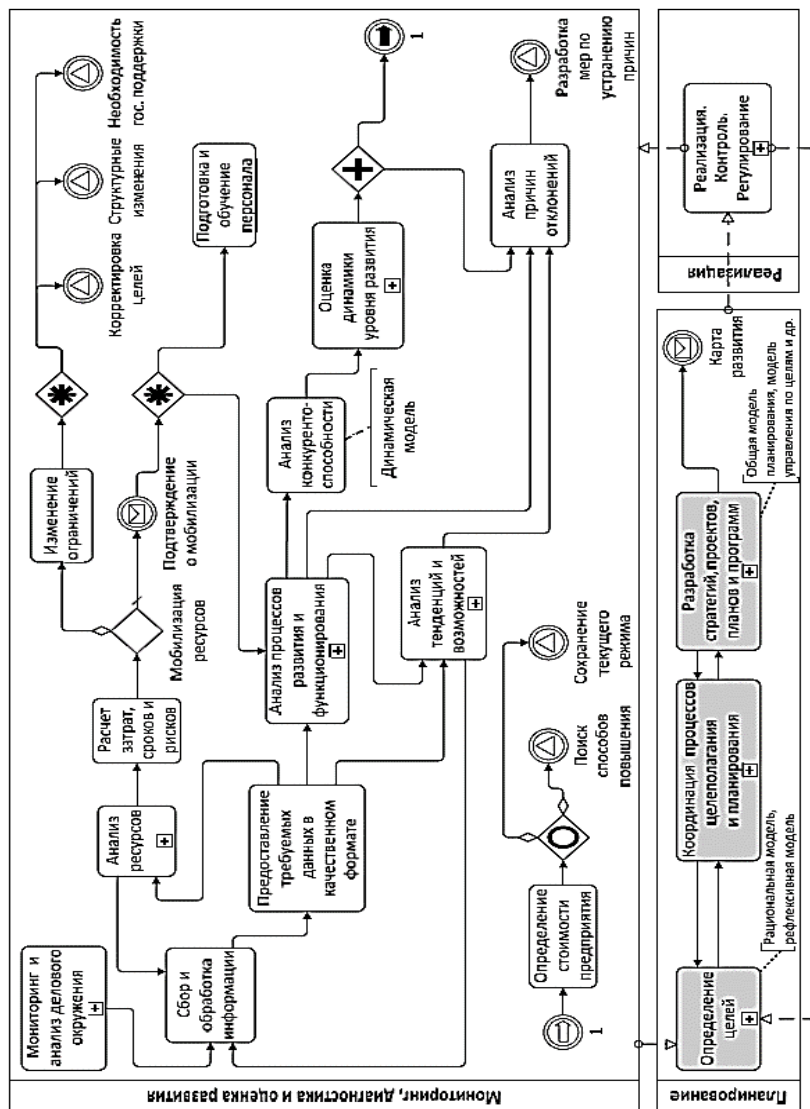 Мониторинг, диагностика и оценка развития
Мониторинг и
анализ делового
окружения
Сбор и
обработка
информации
Анализ
ресурсов
Предоставление
требуемых
данных в
качественном
формате
Расчет
затрат,
сроков и
рисков
Мобилизация
ресурсов
Изменение
ограничений
Подтверждение
о мобилизации
Корректировка
целей
Структурные
изменения
Необходимость
гос. поддержки
Подготовка и
обучение
персонала
Анализ процессов
развития и
функционирования
Анализ
конкуренто-
способности
Динамическая
модель
Оценка
динамики
уровня развития
1
Анализ
тенденций и
возможностей
Анализ
причин
отклонений
Разработка
мер по
устранению
причин
1
Определение
стоимости
предприятия
Поиск
способов
повышения
Сохранение
текущего
режима
Планирование
Определение
целей
Рациональная модель,
рефлексивная модель
Координация процессов
целеполагания
и планирования
Разработка
стратегий, проектов,
планов и программ
Общая модель
планирования, модель
управления по целям и др.
Карта
развития
Реализация
Реализация.
Контроль.
Регулирование